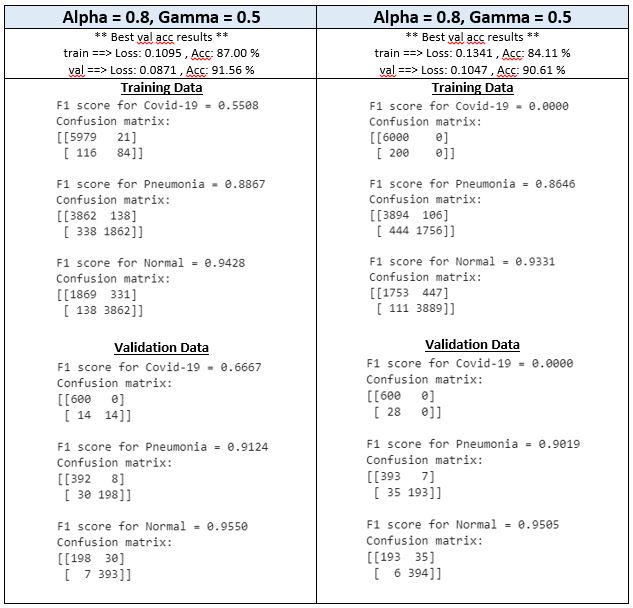 Alpha = 0.8, Gamma = 0.5
** Best val acc results **
train ==> Loss: 0.1095 , Acc: 87.00 %
val ==> Loss: 0.0871 , Acc: 91.56 %
Training Data
F1 score for Covid-19 = 0.5508
Confusion matrix:
[[5979 21]
[ 116 84]]
F1 score for Pneumonia = 0.8867
Confusion matrix:
[[3862 138]
[ 338 1862]]
F1 score for Normal = 0.9428
Confusion matrix:
[[1869 331]
[ 138 3862]]
Validation Data
F1 score for Covid-19 = 0.6667
Confusion matrix:
[[600 0]
[ 14 14]]
F1 score for Pneumonia = 0.9124
Confusion matrix:
[[392 8]
[ 30 198]]
F1 score for Normal = 0.9550
Confusion matrix:
[[198 30]
[ 7 393]]
Alpha = 0.8, Gamma = 0.5
** Best val acc results **
train ==> Loss: 0.1341 , Acc: 84.11 %
val ==> Loss: 0.1047 , Acc: 90.61 %
Training Data
F1 score for Covid-19 = 0.0000
Confusion matrix:
[[6000 0]
[ 200 0]]
F1 score for Pneumonia = 0.8646
Confusion matrix:
[[3894 106]
[ 444 1756]]
F1 score for Normal = 0.9331
Confusion matrix:
[[1753 447]
[ 111 3889]]
Validation Data
F1 score for Covid-19 = 0.0000
Confusion matrix:
[[600 0]
[ 28 0]]
F1 score for Pneumonia = 0.9019
Confusion matrix:
[[393 7]
[ 35 193]]
F1 score for Normal = 0.9505
Confusion matrix:
[[193 35]
[ 6 394]]